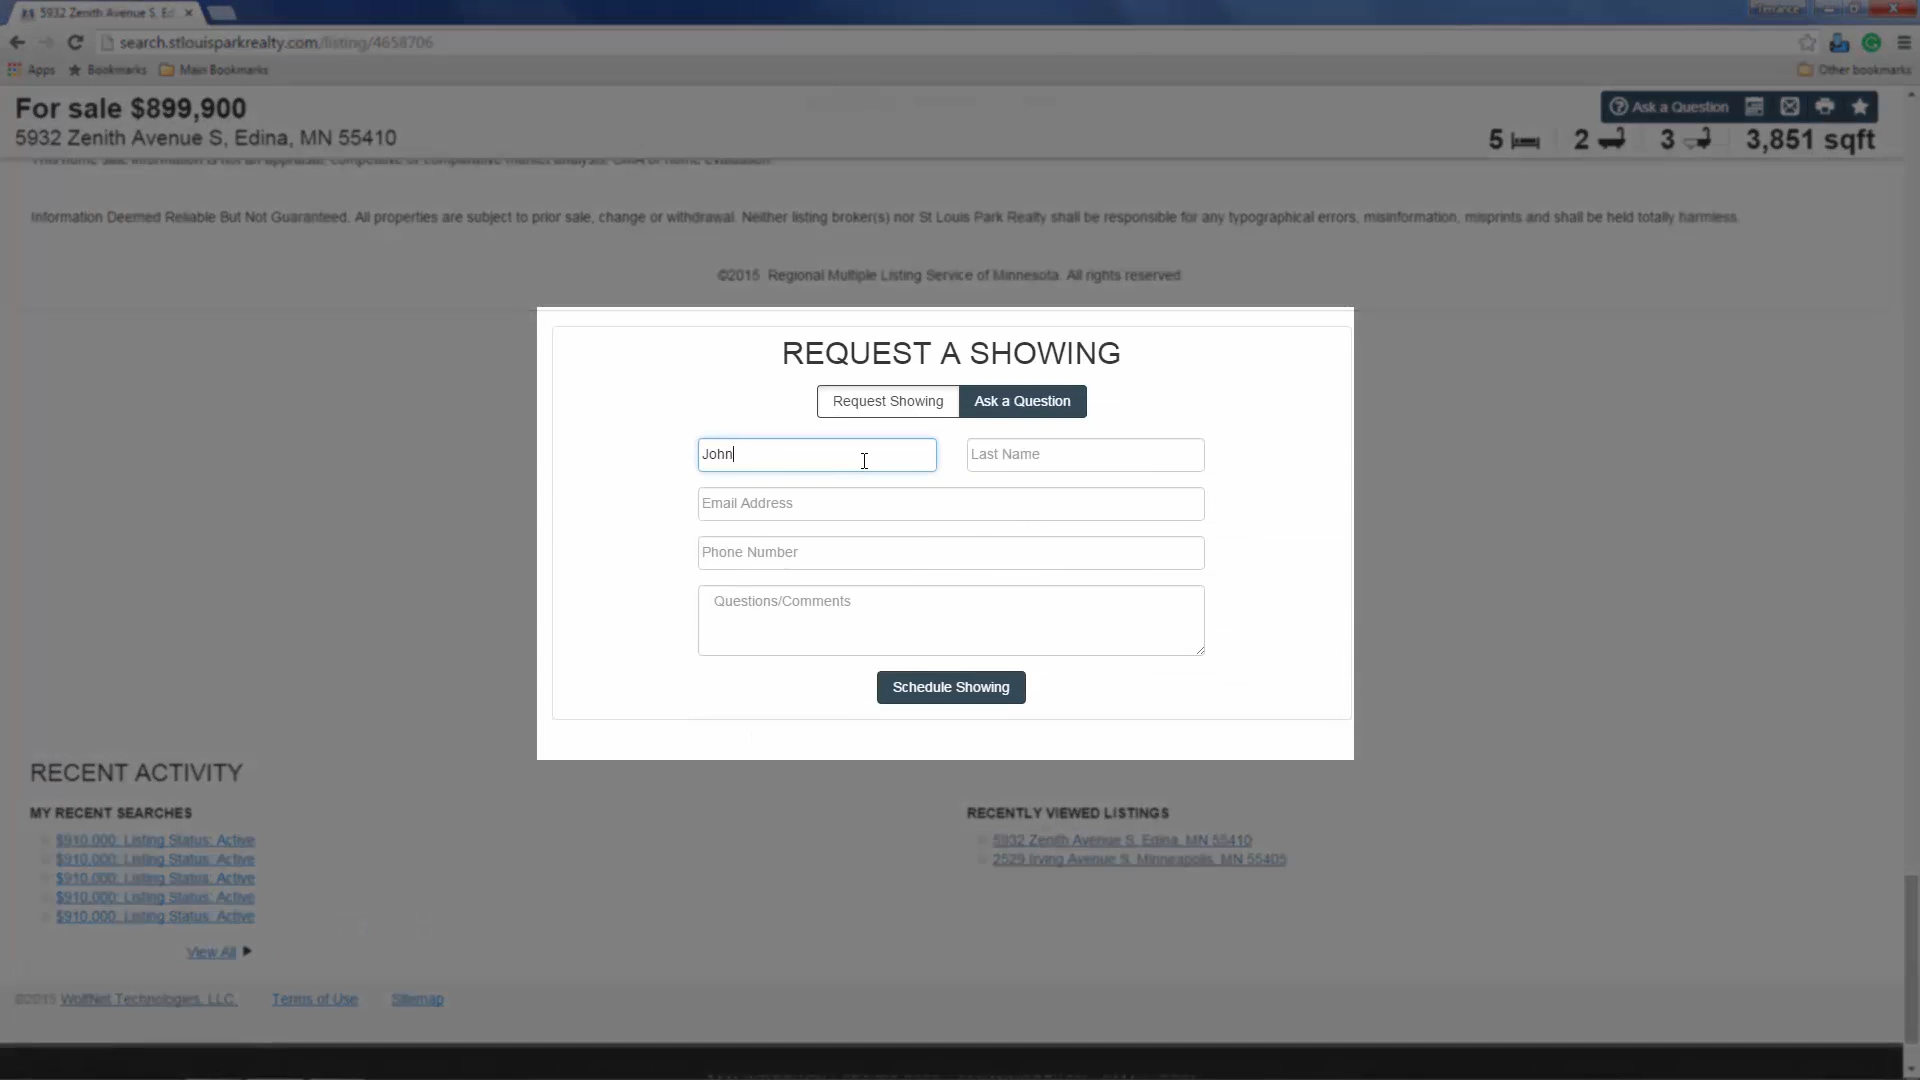 5932 Zenith Avenue S, Ed
Terrance
search.stlouisparkrealty.com/listing/4658706
Apps
Bookmarks
Main Bookmarks
Other bookmarks
For sale $899,900
Ask a Question
5932 Zenith Avenue S, Edina, MN 55410
5
2
3
3,851 sqft
Information Deemed Reliable But Not Guaranteed. All properties are subject to prior sale, change or withdrawal. Neither listing broker(s) nor St Louis Park Realty shall be responsible for any typographical errors, misinformation, misprints and shall be held totally harmless.
©2015 Regional Multiple Listing Service of Minnesota. All rights reserved
REQUEST A SHOWING
Request Showing
Ask a Question
John
Last Name
Email Address
Phone Number
Questions/Comments
Schedule Showing
RECENT ACTIVITY
MY RECENT SEARCHES
$910,000; Listing Status: Active
$910,000; Listing Status: Active
$910,000; Listing Status: Active
$910,000; Listing Status: Active
$910,000; Listing Status: Active
View All
RECENTLY VIEWED LISTINGS
5932 Zenith Avenue S, Edina, MN 55410
2529 Irving Avenue S, Minneapolis, MN 55405
©2015 WolfNet Technologies, LLC.
Terms of Use
Sitemap